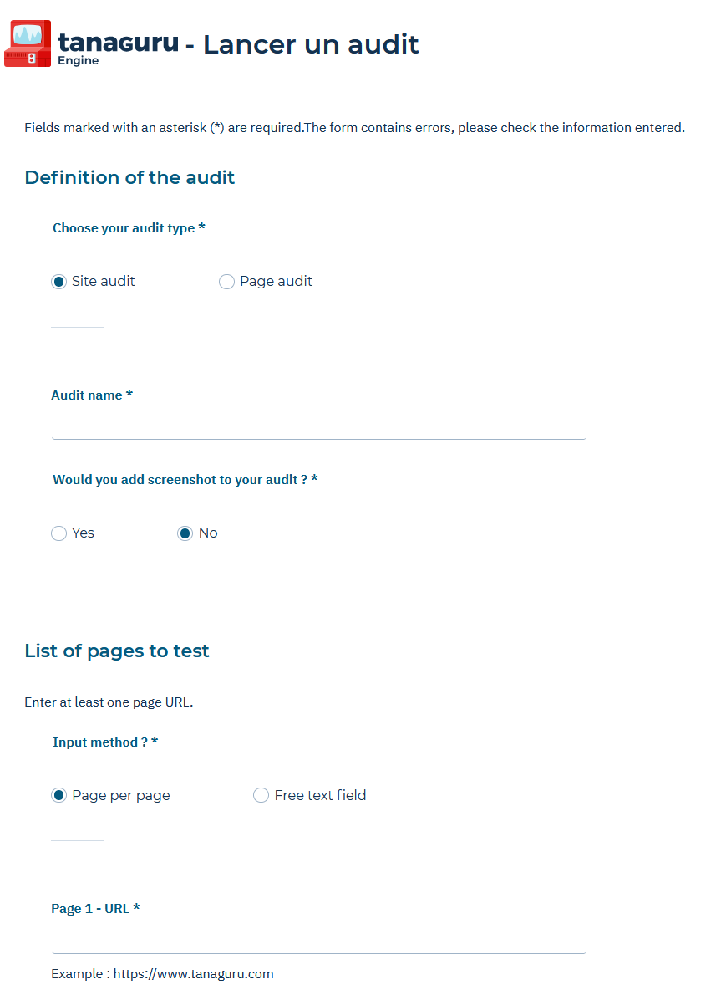 tanaguru - Lancer un audit
Engine
Fields marked with an asterisk (*) are required.The form contains errors, please check the information entered.
Definition of the audit
Choose your audit type *
Site audit Page audit
Audit name *
Would you add screenshot to your audit ? *
Yes No
List of pages to test
Enter at least one page URL.
Input method ? *
Page per page Free text field
Page 1 - URL *
Example : https://www.tanaguru.com